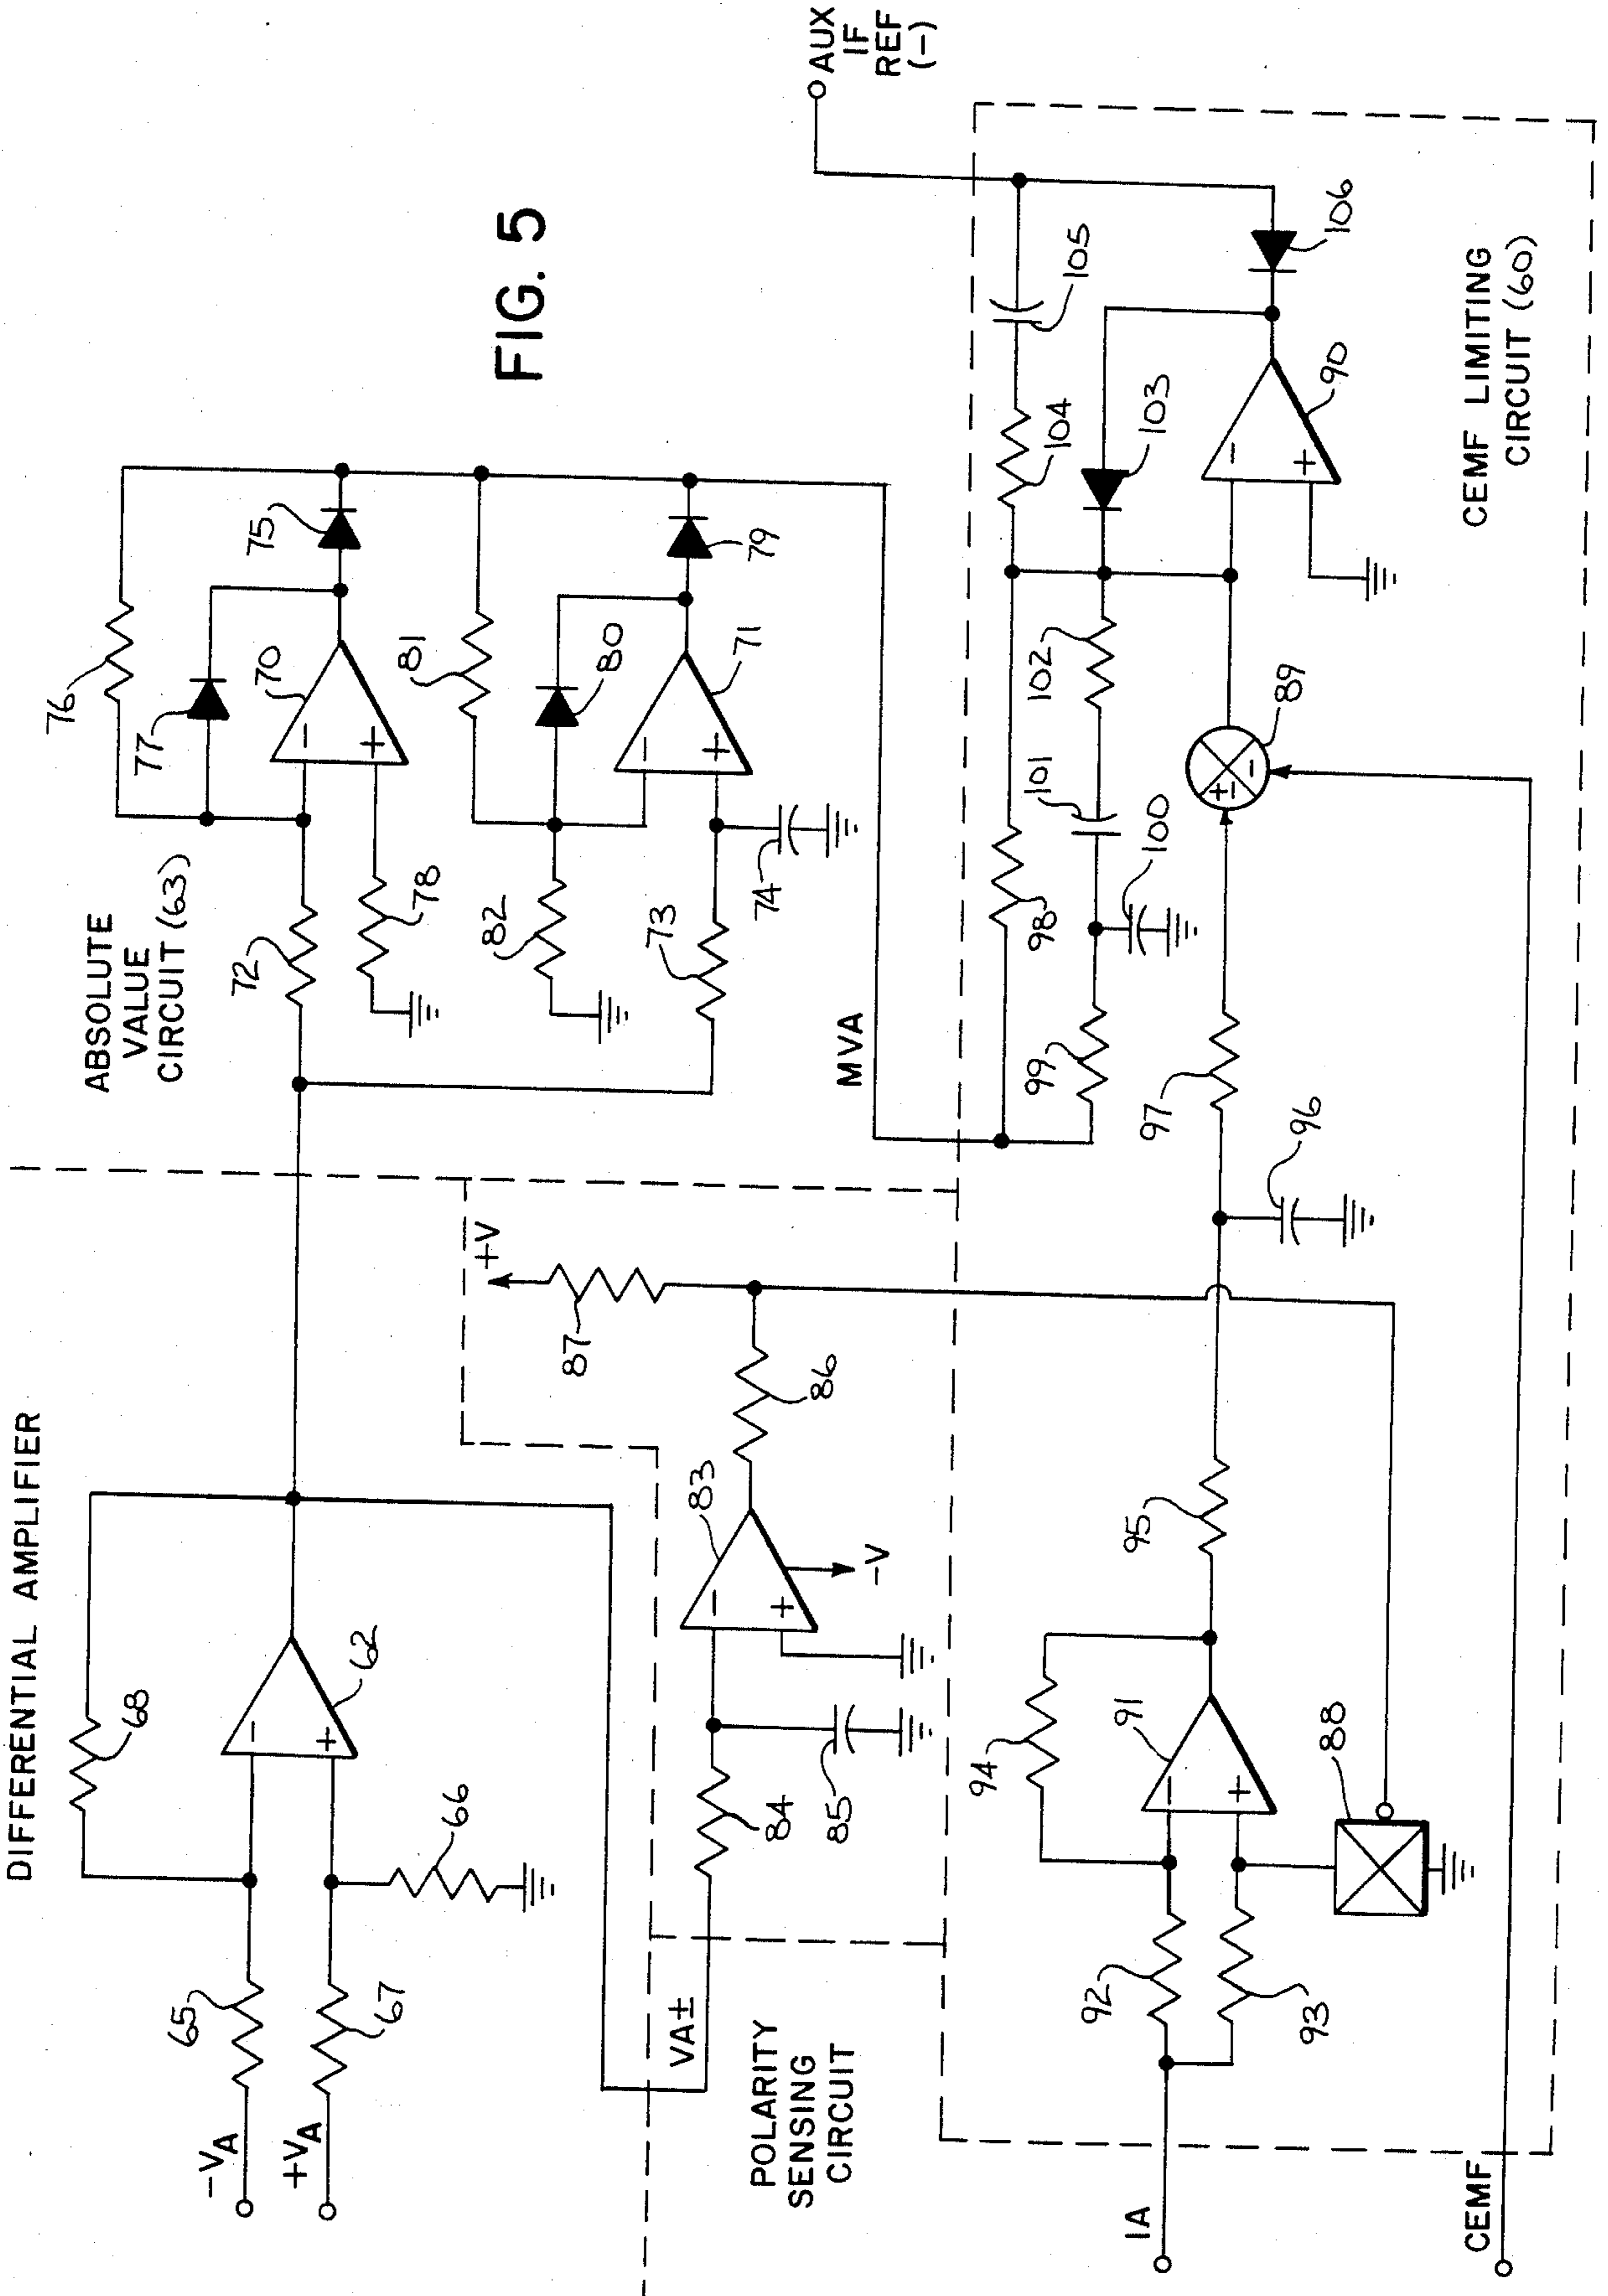 DIFFERENTIAL AMPLIFIER
68
65
-VA
+VA
67
66
62
ABSOLUTE
VALUE
CIRCUIT (63)
76
77
70
75
72
78
81
80
82
71
79
73
74
FIG. 5
VA±
POLARITY
SENSING
CIRCUIT
84
85
83
-V
86
87
+V
MVA
AUX
IF
REF
(-)
IA
92
93
94
91
88
95
96
97
98
99
100
101
102
103
104
105
106
89
90
CEMF
CEMF LIMITING
CIRCUIT (60)
+
-
+
-
+
-
+
-
+
-
+
-
±
-
+
-